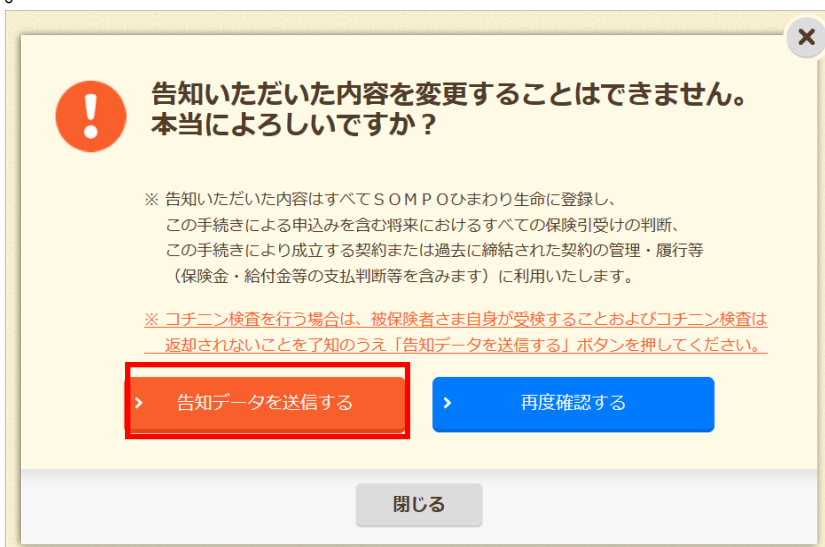 告知いただいた内容を変更することはできません。
本当によろしいですか？
※ 告知いただいた内容はすべてＳＯＭＰＯひまわり生命に登録し、
この手続きによる申込みを含む将来におけるすべての保険引受けの判断、
この手続きにより成立する契約または過去に締結された契約の管理・履行等
（保険金・給付金等の支払判断等を含みます）に利用いたします。
※ コチニン検査を行う場合は、被保険者さま自身が受検することおよびコチニン検査は
返却されないことを了知のうえ「告知データを送信する」ボタンを押してください。
告知データを送信する
再度確認する
閉じる